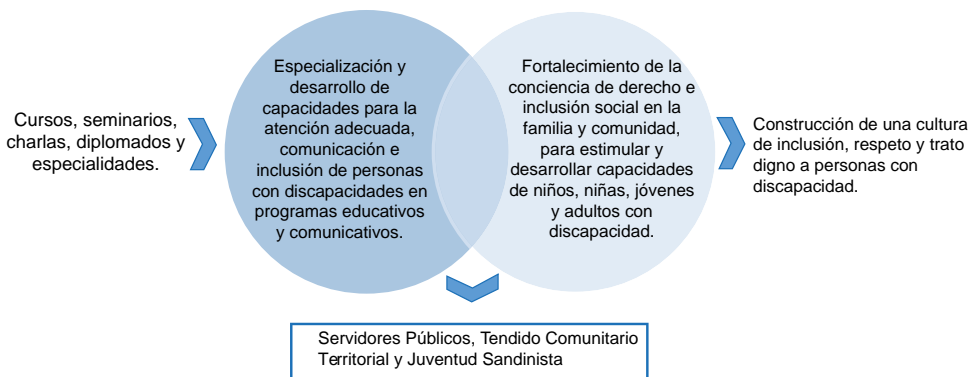 Cursos, seminarios,
charlas, diplomados y
especialidades.
Especialización y
desarrollo de
capacidades para la
atención adecuada,
comunicación e
inclusión de personas
con discapacidades en
programas educativos
y comunicativos.
Fortalecimiento de la
conciencia de derecho e
inclusión social en la
familia y comunidad,
para estimular y
desarrollar capacidades
de niños, niñas, jóvenes
y adultos con
discapacidad.
Construcción de una cultura
de inclusión, respeto y trato
digno a personas con
discapacidad.
Servidores Públicos, Tendido Comunitario
Territorial y Juventud Sandinista